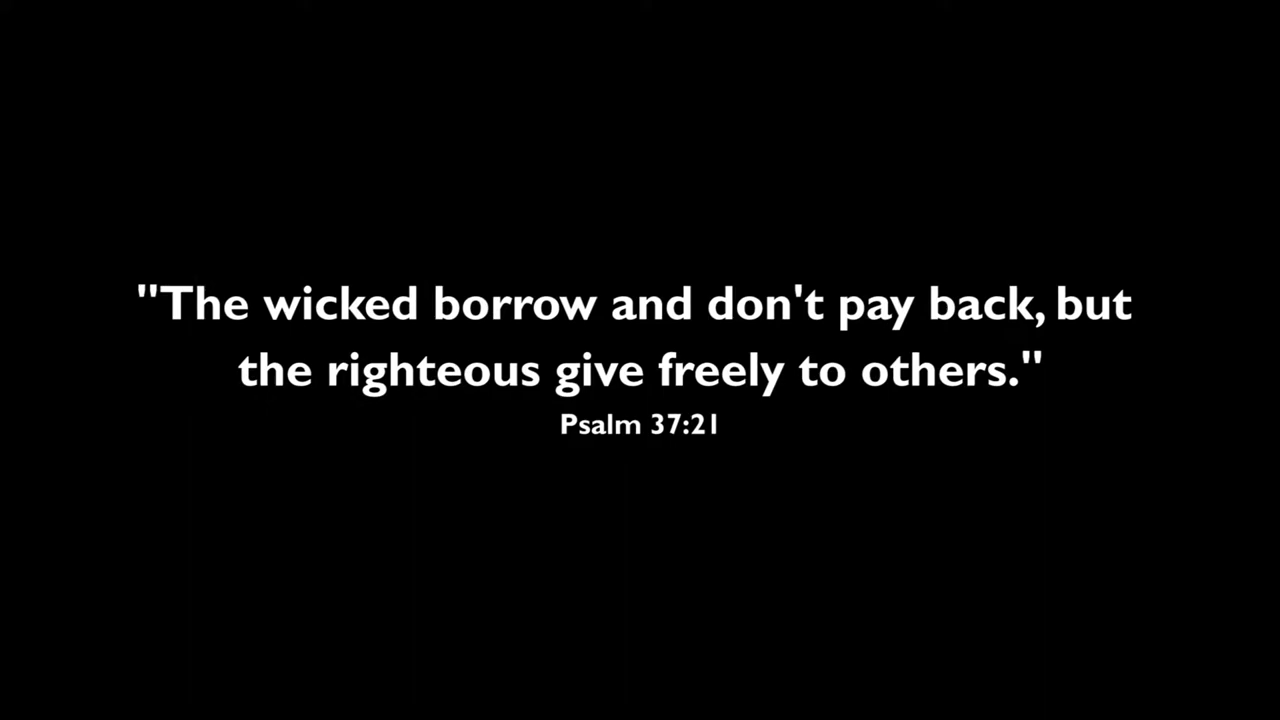 "The wicked borrow and don't pay back, but
the righteous give freely to others."
Psalm 37:21